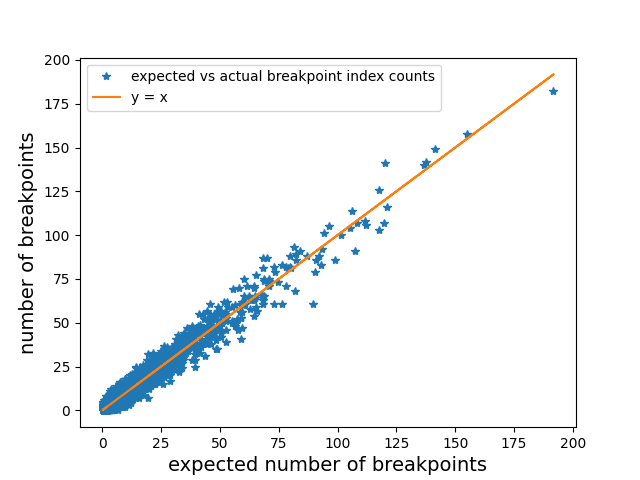 200
175
150
125
100
75
50
25
0
number of breakpoints
expected vs actual breakpoint index counts
y = x
0 25 50 75 100 125 150 175 200
expected number of breakpoints